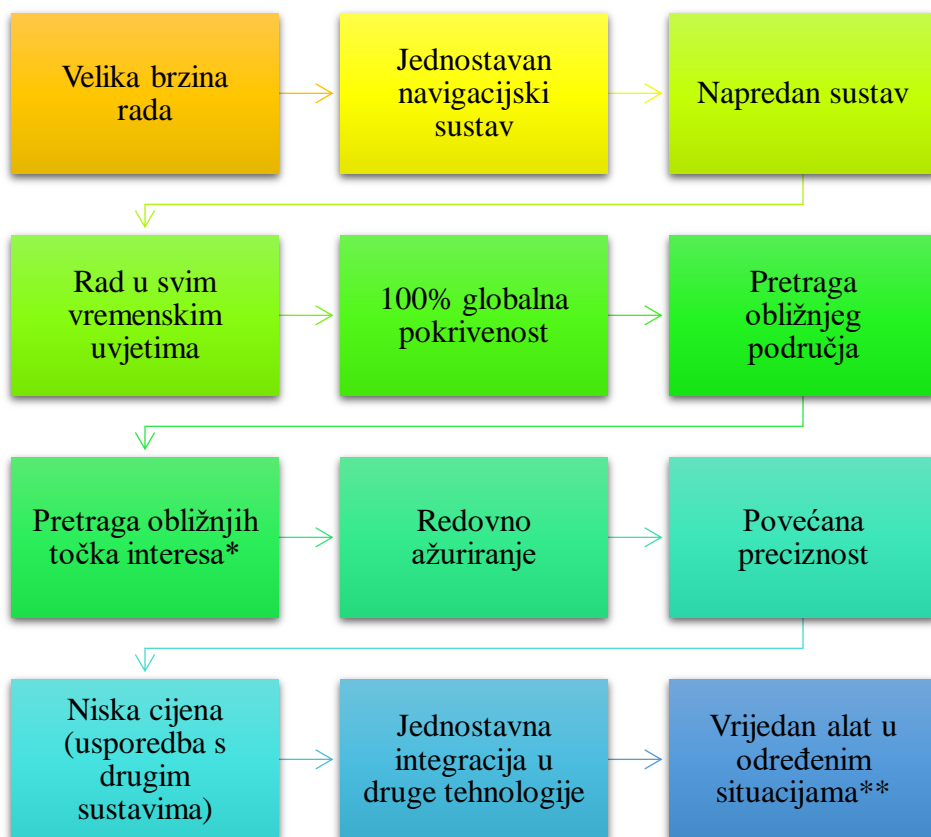 Velika brzina
rada
Jednostavan
navigacijski
sustav
Napredan sustav
Rad u svim
vremenskim
uvjetima
100% globalna
pokrivenost
Pretraga
obližnjeg
područja
Pretraga obližnjih
točka interesa*
Redovno
ažuriranje
Povećana
preciznost
Niska cijena
(usporedba s
drugim
sustavima)
Jednostavna
integracija u
druge tehnologije
Vrijedan alat u
određenim
situacijama**